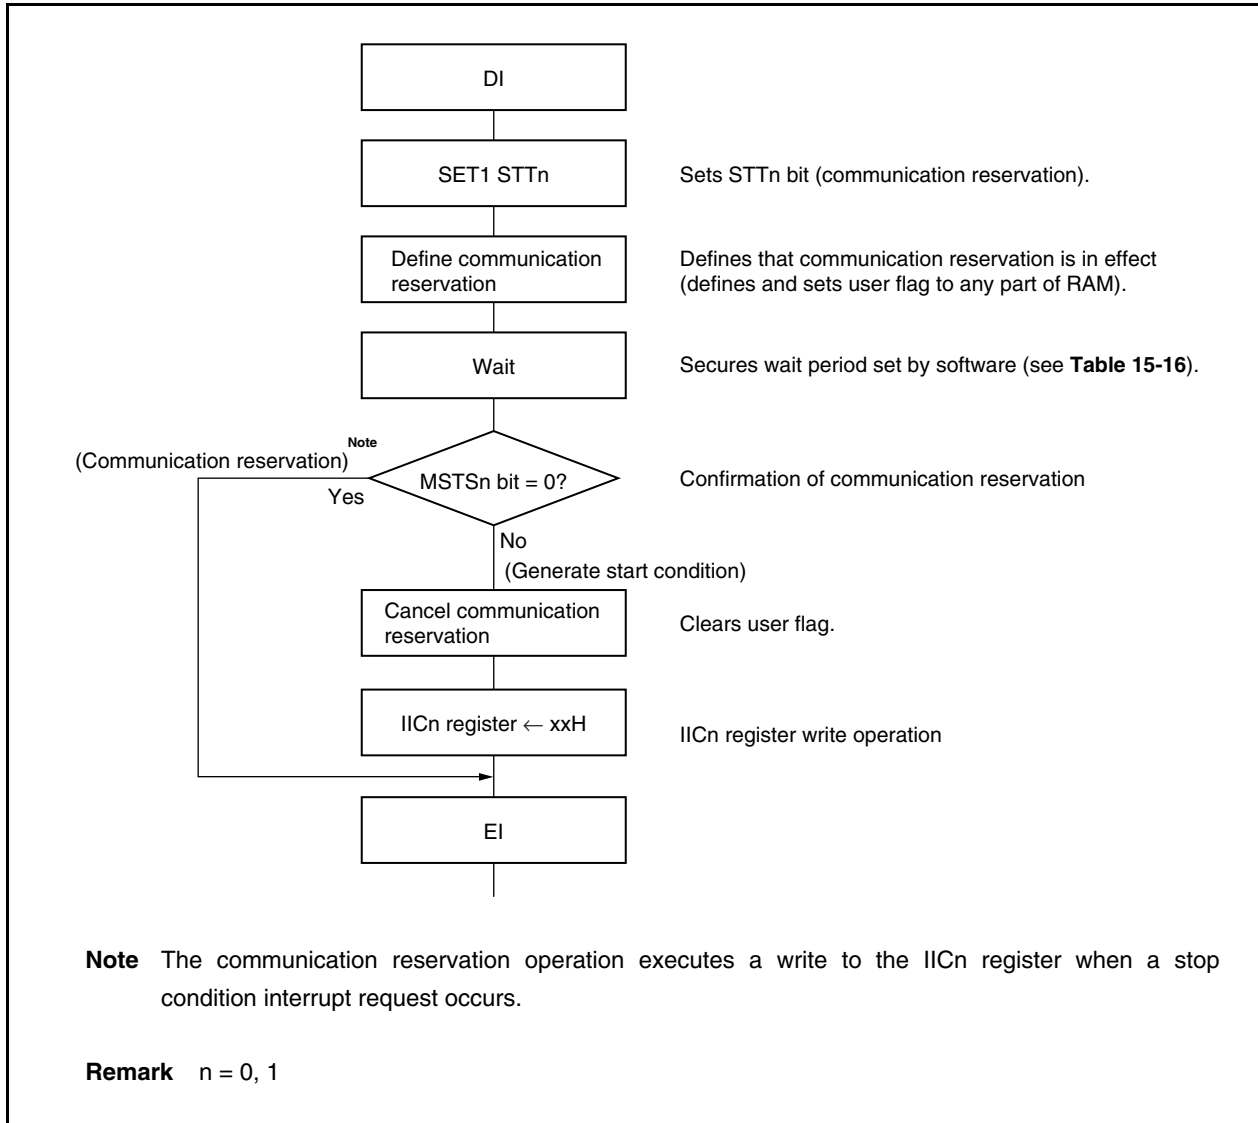 DI
SET1 STTn
Sets STTn bit (communication reservation).
Define communication
reservation
Defines that communication reservation is in effect
(defines and sets user flag to any part of RAM).
Wait
Secures wait period set by software (see Table 15-16).
(Communication reservation)Note
Yes
MSTSn bit = 0?
Confirmation of communication reservation
No
(Generate start condition)
Cancel communication
reservation
Clears user flag.
IICn register ← xxH
IICn register write operation
EI
Note The communication reservation operation executes a write to the IICn register when a stop
condition interrupt request occurs.
Remark n = 0, 1